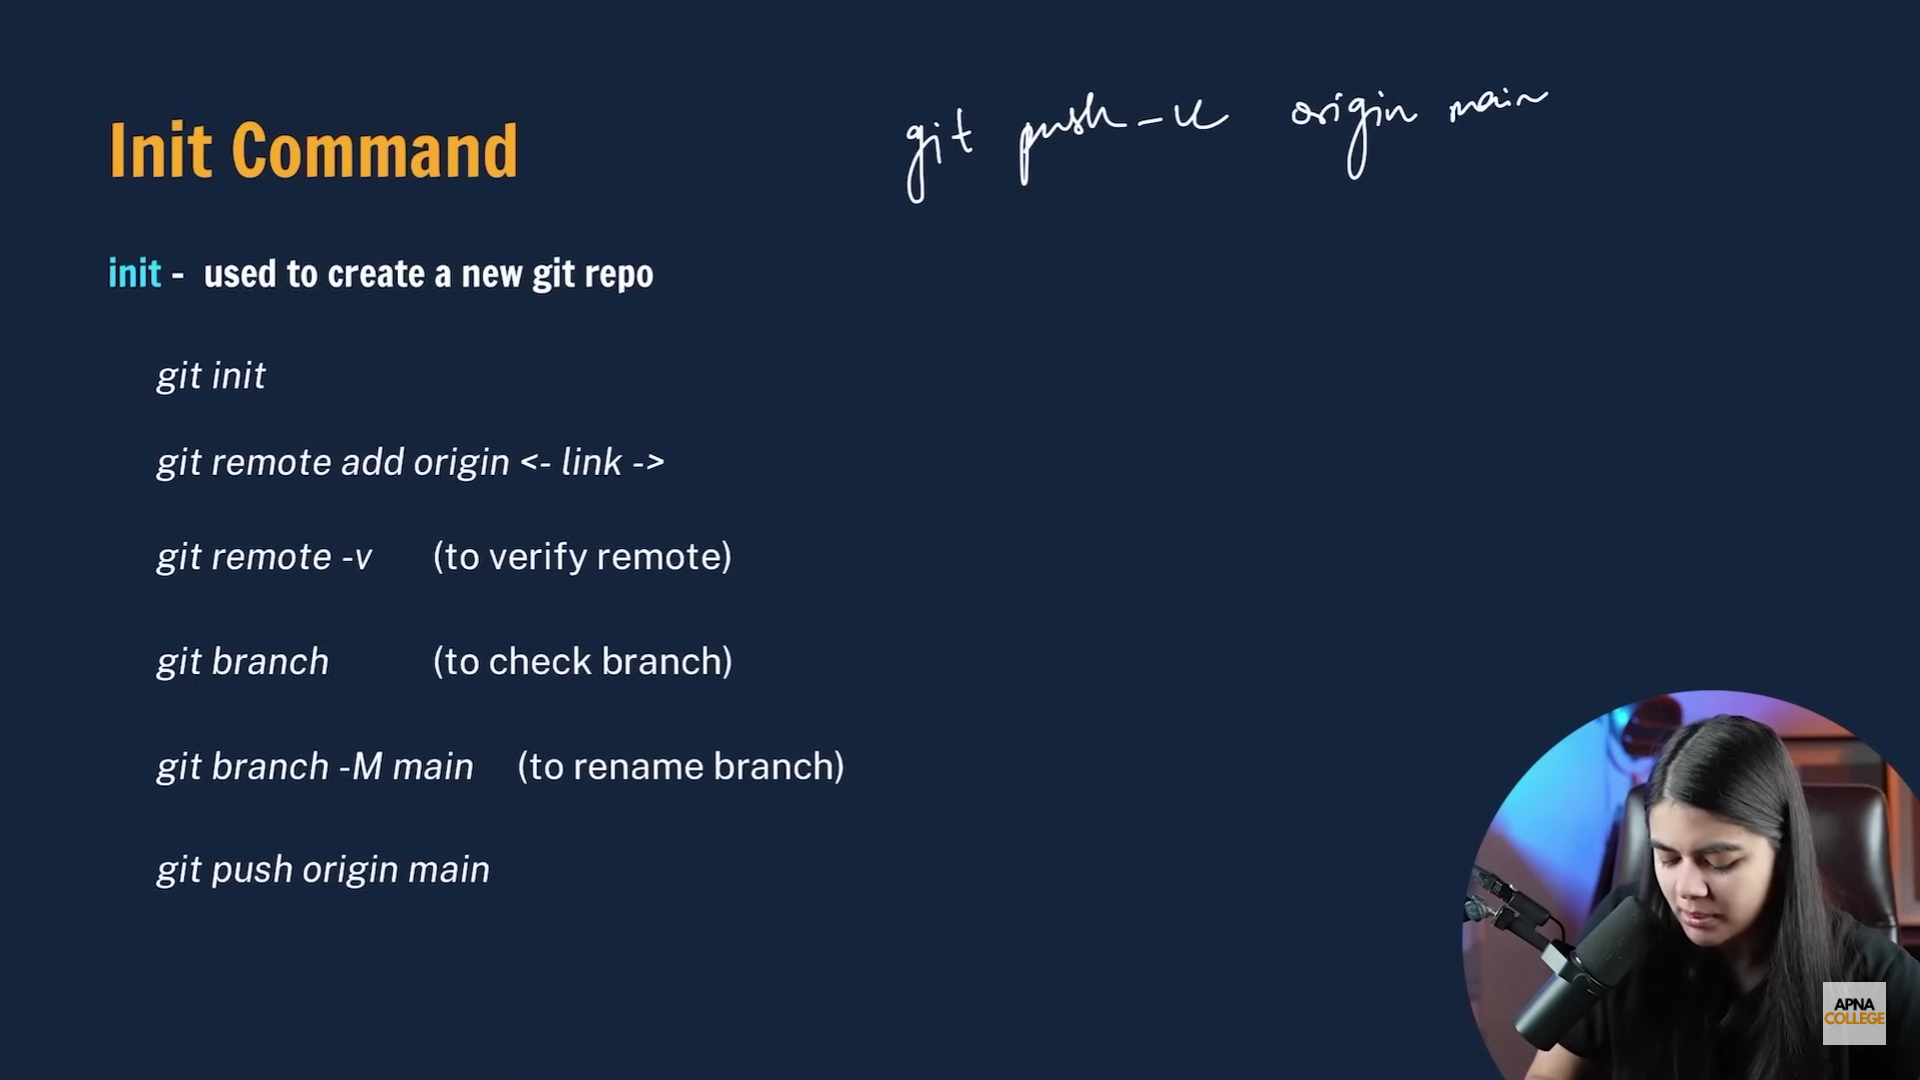 Init Command
git push -u origin main
init - used to create a new git repo
git init
git remote add origin <- link ->
git remote -v (to verify remote)
git branch (to check branch)
git branch -M main (to rename branch)
git push origin main
APNA
COLLEGE